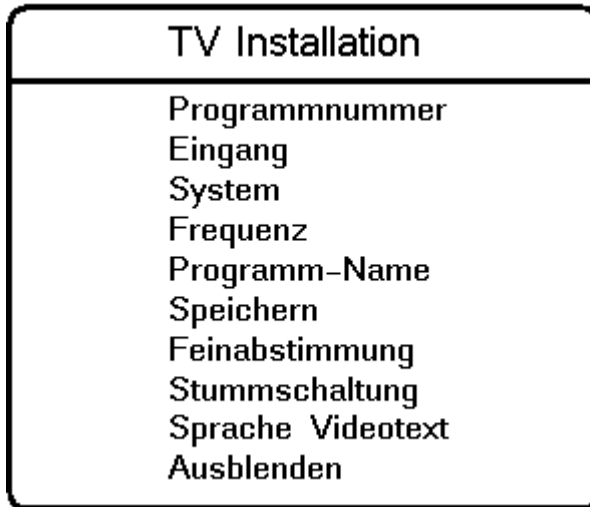 TV Installation
Programmnummer
Eingang
System
Frequenz
Programm-Name
Speichern
Feinabstimmung
Stummschaltung
Sprache Videotext
Ausblenden